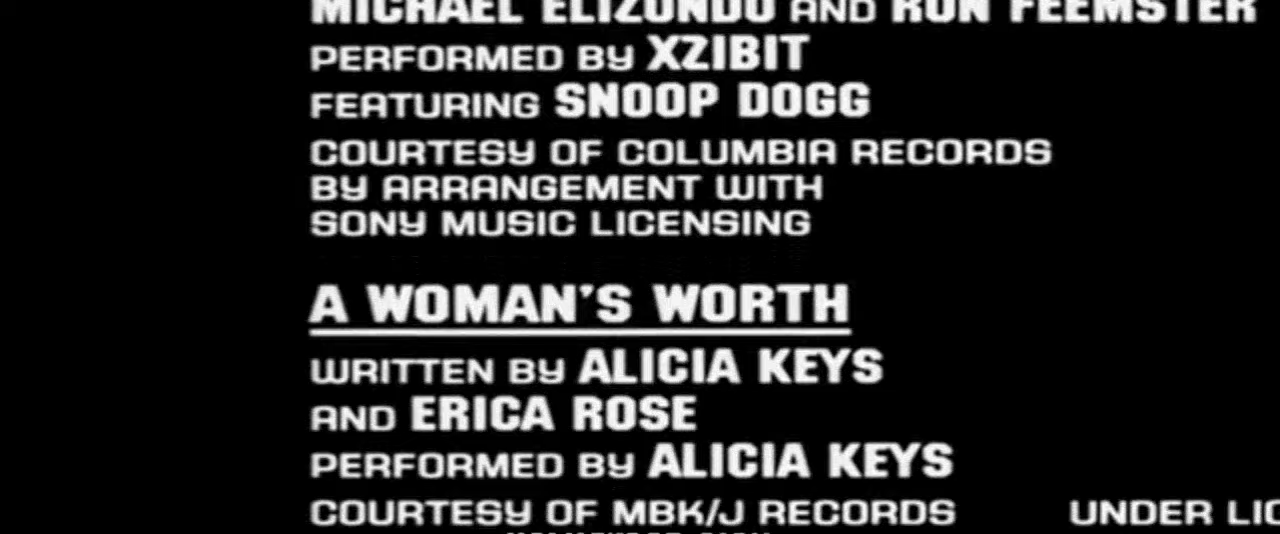 MICHAEL ELIZONDO AND RON FEEMSTER
PERFORMED BY XZIBIT
FEATURING SNOOP DOGG
COURTESY OF COLUMBIA RECORDS
BY ARRANGEMENT WITH
SONY MUSIC LICENSING
A WOMAN'S WORTH
WRITTEN BY ALICIA KEYS
AND ERICA ROSE
PERFORMED BY ALICIA KEYS
COURTESY OF MBK/J RECORDS UNDER LIC